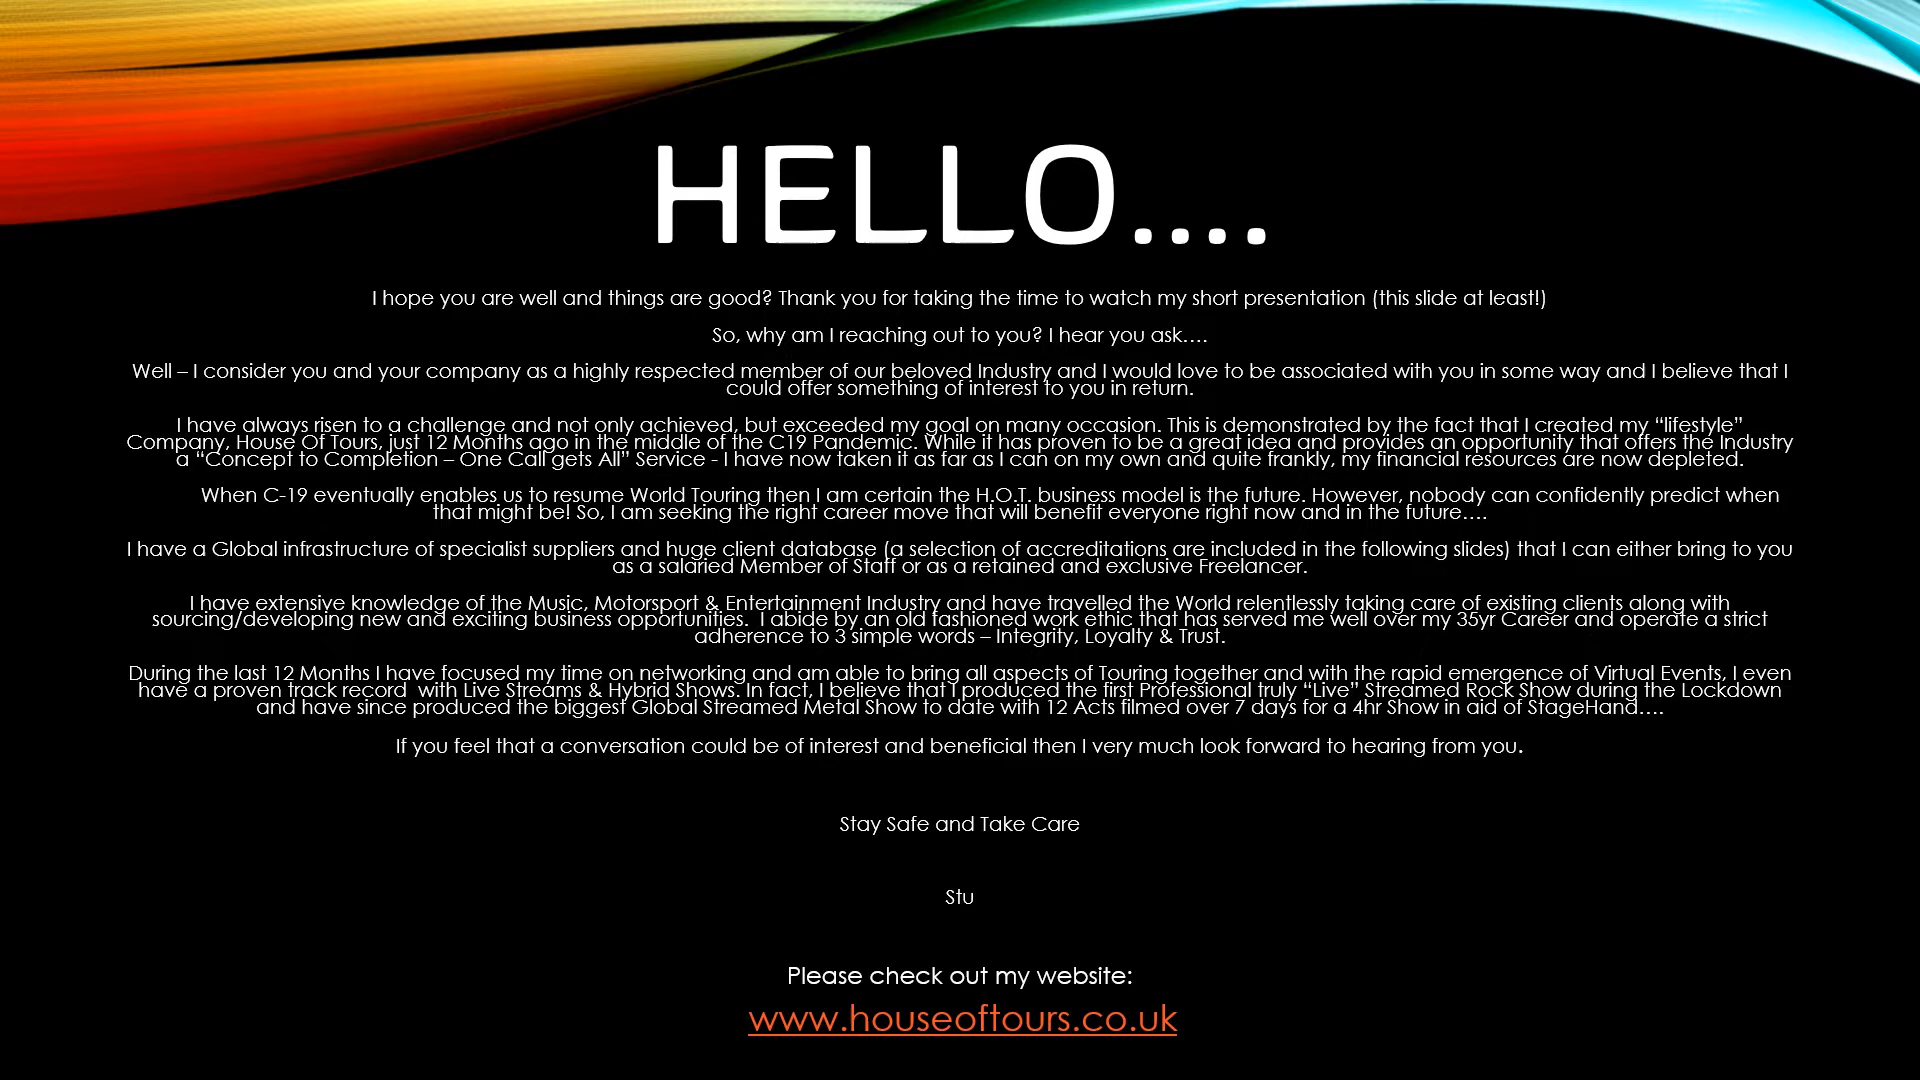 HELLO....
I hope you are well and things are good? Thank you for taking the time to watch my short presentation (this slide at least!)
So, why am I reaching out to you? I hear you ask….
Well – I consider you and your company as a highly respected member of our beloved Industry and I would love to be associated with you in some way and I believe that I
could offer something of interest to you in return.
I have always risen to a challenge and not only achieved, but exceeded my goal on many occasion. This is demonstrated by the fact that I created my “lifestyle”
Company, House Of Tours, just 12 Months ago in the middle of the C19 Pandemic. While it has proven to be a great idea and provides an opportunity that offers the Industry
a “Concept to Completion – One Call gets All” Service - I have now taken it as far as I can on my own and quite frankly, my financial resources are now depleted.
When C-19 eventually enables us to resume World Touring then I am certain the H.O.T. business model is the future. However, nobody can confidently predict when
that might be! So, I am seeking the right career move that will benefit everyone right now and in the future….
I have a Global infrastructure of specialist suppliers and huge client database (a selection of accreditations are included in the following slides) that I can either bring to you
as a salaried Member of Staff or as a retained and exclusive Freelancer.
I have extensive knowledge of the Music, Motorsport & Entertainment Industry and have travelled the World relentlessly taking care of existing clients along with
sourcing/developing new and exciting business opportunities.  I abide by an old fashioned work ethic that has served me well over my 35yr Career and operate a strict
adherence to 3 simple words – Integrity, Loyalty & Trust.
During the last 12 Months I have focused my time on networking and am able to bring all aspects of Touring together and with the rapid emergence of Virtual Events, I even
have a proven track record  with Live Streams & Hybrid Shows. In fact, I believe that I produced the first Professional truly “Live” Streamed Rock Show during the Lockdown
and have since produced the biggest Global Streamed Metal Show to date with 12 Acts filmed over 7 days for a 4hr Show in aid of StageHand….
If you feel that a conversation could be of interest and beneficial then I very much look forward to hearing from you.
Stay Safe and Take Care
Stu
Please check out my website:
www.houseoftours.co.uk